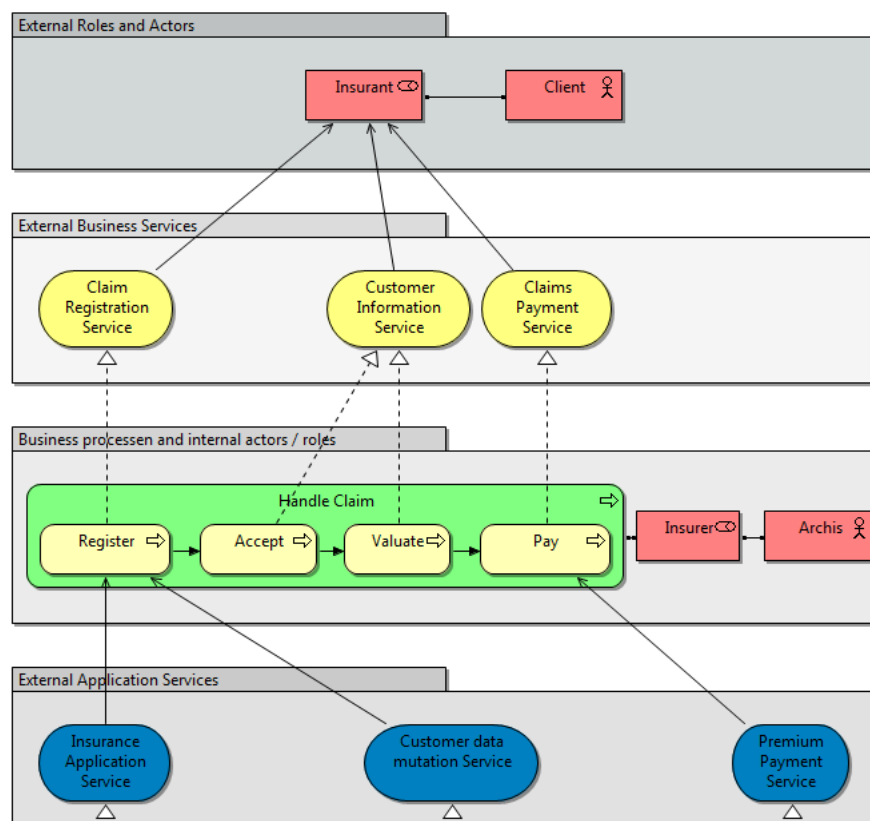 External Roles and Actors
Insurant
Client
External Business Services
Claim
Registration
Service
Customer
Information
Service
Claims
Payment
Service
Business processen and internal actors / roles
Handle Claim
Register
Accept
Valuate
Pay
Insurer
Archis
External Application Services
Insurance
Application
Service
Customer data
mutation Service
Premium
Payment
Service